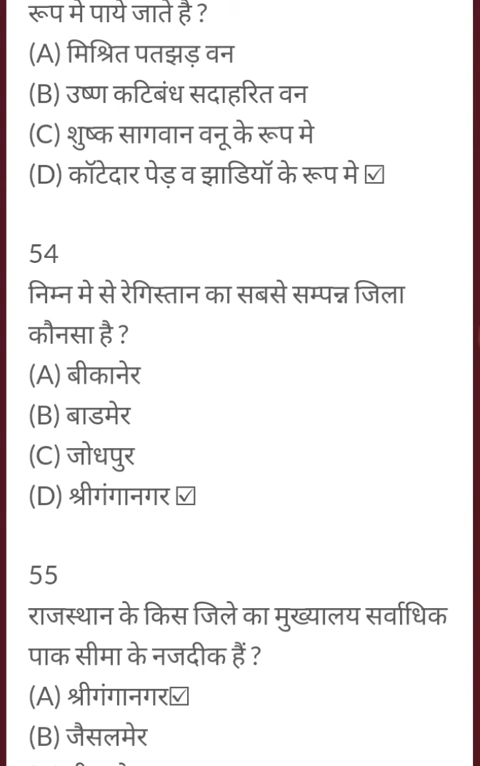 रूप मे पाये जाते है ?
(A) मिश्रित पतझड़ वन
(B) उष्ण कटिबंध सदाहरित वन
(C) शुष्क सागवान वनू के रूप मे
(D) कॉटेदार पेड़ व झाडियॉ के रूप मे ☑
54
निम्न मे से रेगिस्तान का सबसे सम्पन्न जिला
कौनसा है ?
(A) बीकानेर
(B) बाडमेर
(C) जोधपुर
(D) श्रीगंगानगर ☑
55
राजस्थान के किस जिले का मुख्यालय सर्वाधिक
पाक सीमा के नजदीक हैं ?
(A) श्रीगंगानगर☑
(B) जैसलमेर